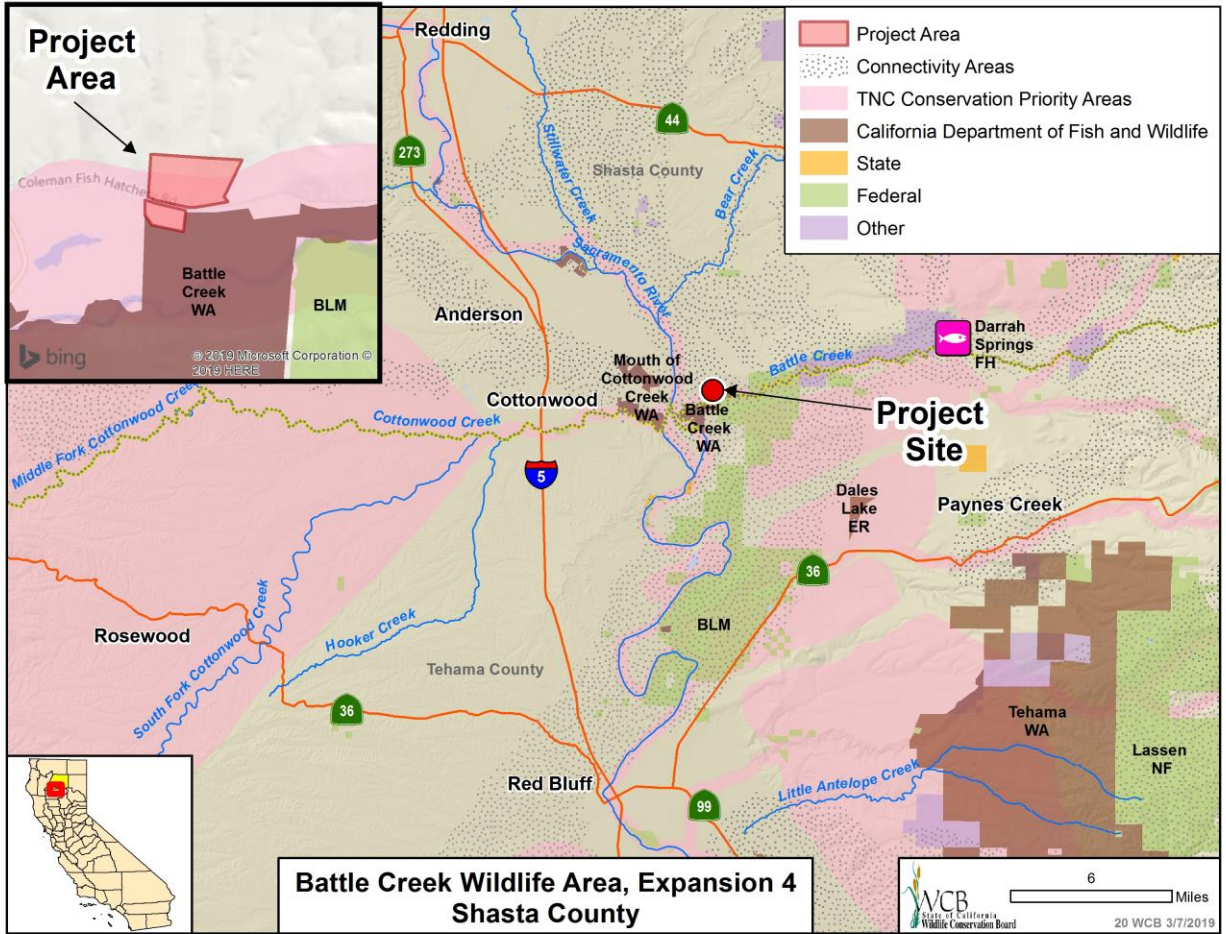 Project
Area
Coleman Fish Hatchery Rd
Battle
Creek
WA
BLM
bing
© 2019 Microsoft Corporation ©
2019 HERE
Project Area
Connectivity Areas
TNC Conservation Priority Areas
California Department of Fish and Wildlife
State
Federal
Other
Redding
44
273
Stillwater Creek
Shasta County
Bear Creek
Sacramento River
Anderson
Darrah
Springs
FH
Battle Creek
Mouth of
Cottonwood
Creek
WA
Cottonwood
Battle
Creek
WA
Project
Site
Cottonwood Creek
Middle Fork Cottonwood Creek
5
Dales
Lake
ER
Paynes Creek
36
Rosewood
South Fork Cottonwood Creek
Hooker Creek
BLM
Tehama County
36
Tehama
WA
Lassen
NF
Red Bluff
99
Little Antelope Creek
Battle Creek Wildlife Area, Expansion 4
Shasta County
WCB
State of California
Wildlife Conservation Board
6
Miles
20 WCB 3/7/2019